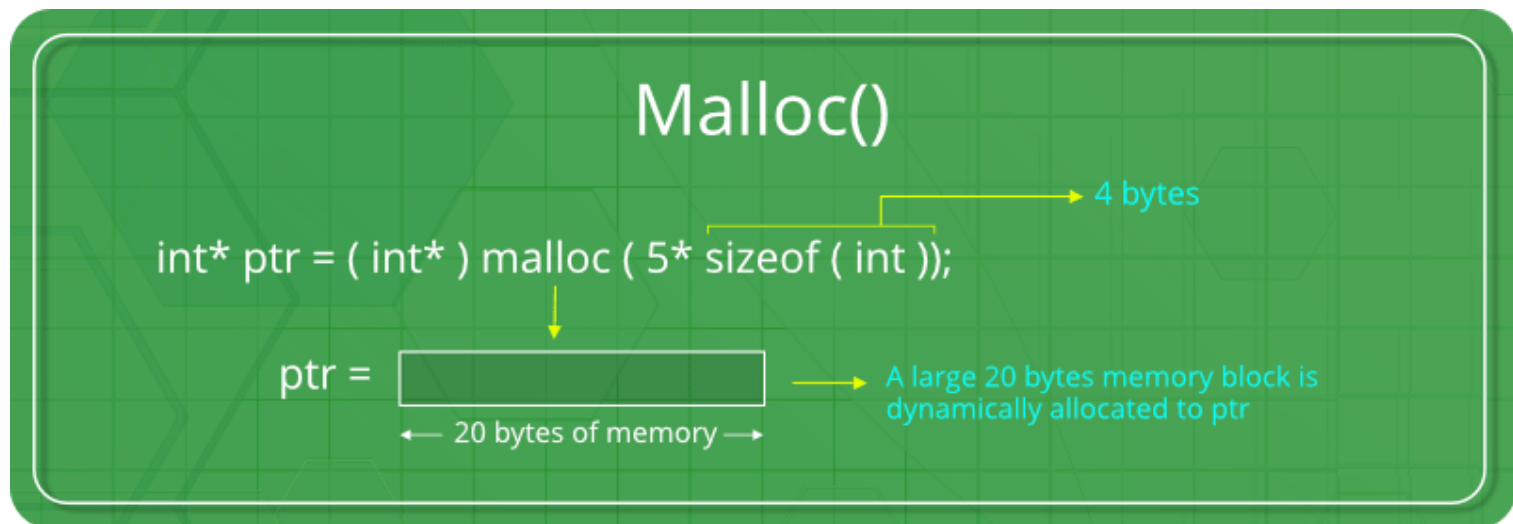 Malloc()
4 bytes
int* ptr = ( int* ) malloc ( 5* sizeof ( int ));
ptr =
A large 20 bytes memory block is
dynamically allocated to ptr
20 bytes of memory